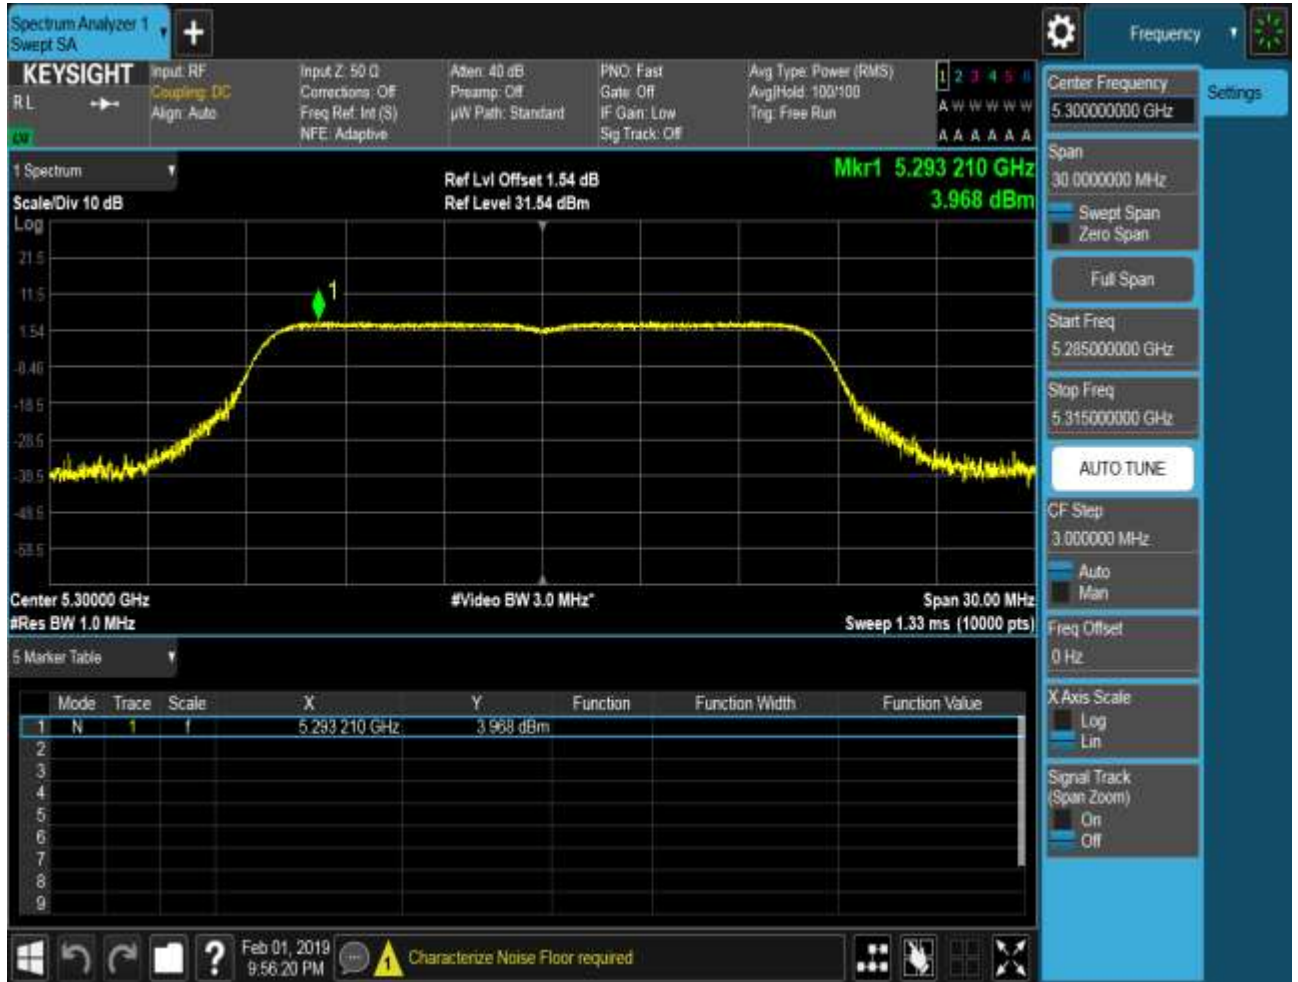 Spectrum Analyzer 1
Swept SA
+
Frequency
KEYSIGHT
RL
Input: RF
Coupling: DC
Align: Auto
Input Z: 50 Ω
Corrections: Off
Freq Ref: Int (S)
NFE: Adaptive
Atten: 40 dB
Preamp: Off
µW Path: Standard
PNO: Fast
Gate: Off
IF Gain: Low
Sig Track: Off
Avg Type: Power (RMS)
Avg|Hold: 100/100
Trig: Free Run
1 2 3 4 5 6
A W W W W W
A A A A A A
1 Spectrum
Scale/Div 10 dB
Ref Lvl Offset 1.54 dB
Ref Level 31.54 dBm
Mkr1 5.293 210 GHz
3.968 dBm
Log
21.5
11.5
1.54
-8.46
-18.5
-28.5
-38.5
-48.5
-58.5
1
Center 5.30000 GHz
#Video BW 3.0 MHz*
Span 30.00 MHz
#Res BW 1.0 MHz
Sweep 1.33 ms (10000 pts)
5 Marker Table
Mode Trace Scale X Y Function Function Width Function Value
1 N 1 f 5.293 210 GHz 3.968 dBm
2
3
4
5
6
7
8
9
Settings
Center Frequency
5.300000000 GHz
Span
30.0000000 MHz
Swept Span
Zero Span
Full Span
Start Freq
5.285000000 GHz
Stop Freq
5.315000000 GHz
AUTO TUNE
CF Step
3.000000 MHz
Auto
Man
Freq Offset
0 Hz
X Axis Scale
Log
Lin
Signal Track
(Span Zoom)
On
Off
?
Feb 01, 2019
9:56:20 PM
1
Characterize Noise Floor required